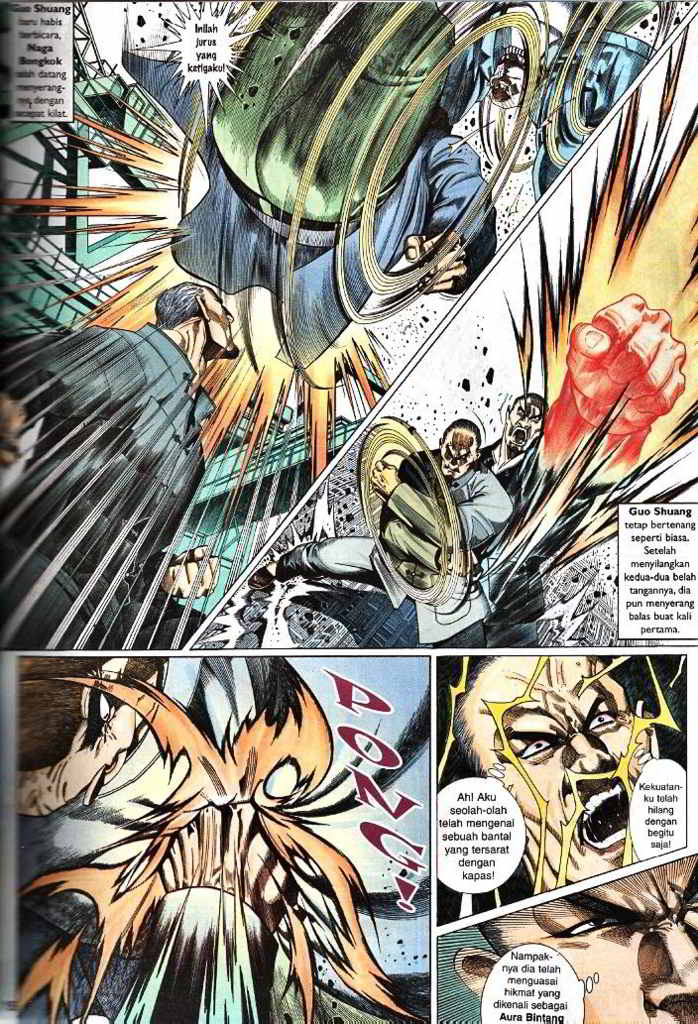 Guo Shuang
baru habis
berbicara,
Naga
Bongkok
telah datang
menyerang-
nya dengan
secepat kilat.
Inilah
jurus
yang
ketigaku!
Guo Shuang
tetap bertenang
seperti biasa.
Setelah
menyilangkan
kedua-dua belah
tangannya, dia
pun menyerang
balas buat kali
pertama.
PONG!
Ah! Aku
seolah-olah
telah mengenai
sebuah bantal
yang tersarat
dengan
kapas!
Kekuatan-
ku telah
hilang
dengan
begitu
saja!
Nampak-
nya dia telah
menguasai
hikmat yang
dikenali sebagai
Aura Bintang